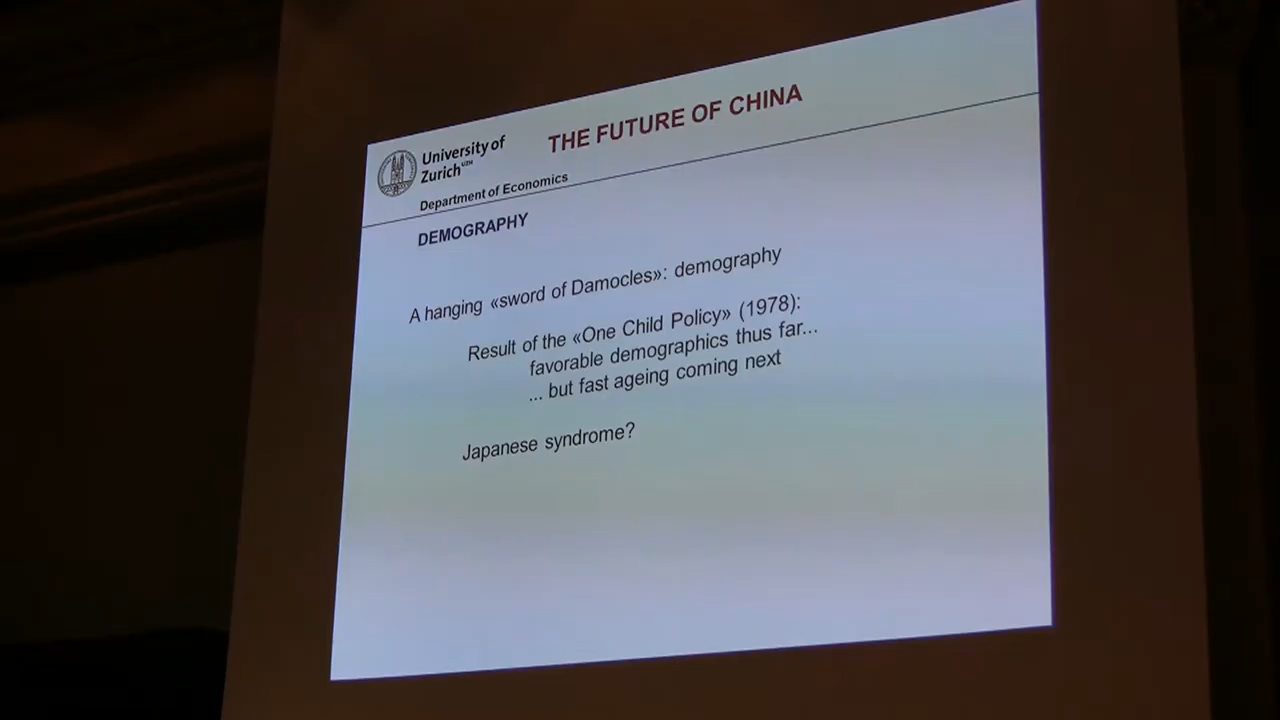 University of
Zurich UZH
THE FUTURE OF CHINA
Department of Economics
DEMOGRAPHY
A hanging «sword of Damocles»: demography
Result of the «One Child Policy» (1978):
favorable demographics thus far...
... but fast ageing coming next
Japanese syndrome?